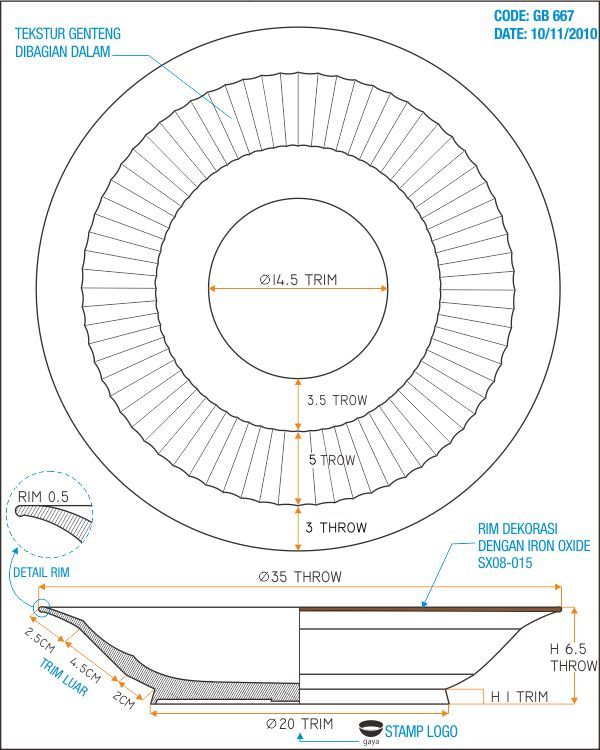 TEKSTUR GENTENG
DIBAGIAN DALAM
CODE: GB 667
DATE: 10/11/2010
Ø14.5 TRIM
3.5 TROW
5 TROW
3 THROW
RIM 0.5
DETAIL RIM
RIM DEKORASI
DENGAN IRON OXIDE
SX08-015
Ø35 THROW
2.5CM
4.5CM
2CM
TRIM LUAR
H 6.5
THROW
H 1 TRIM
Ø20 TRIM
gaya
STAMP LOGO